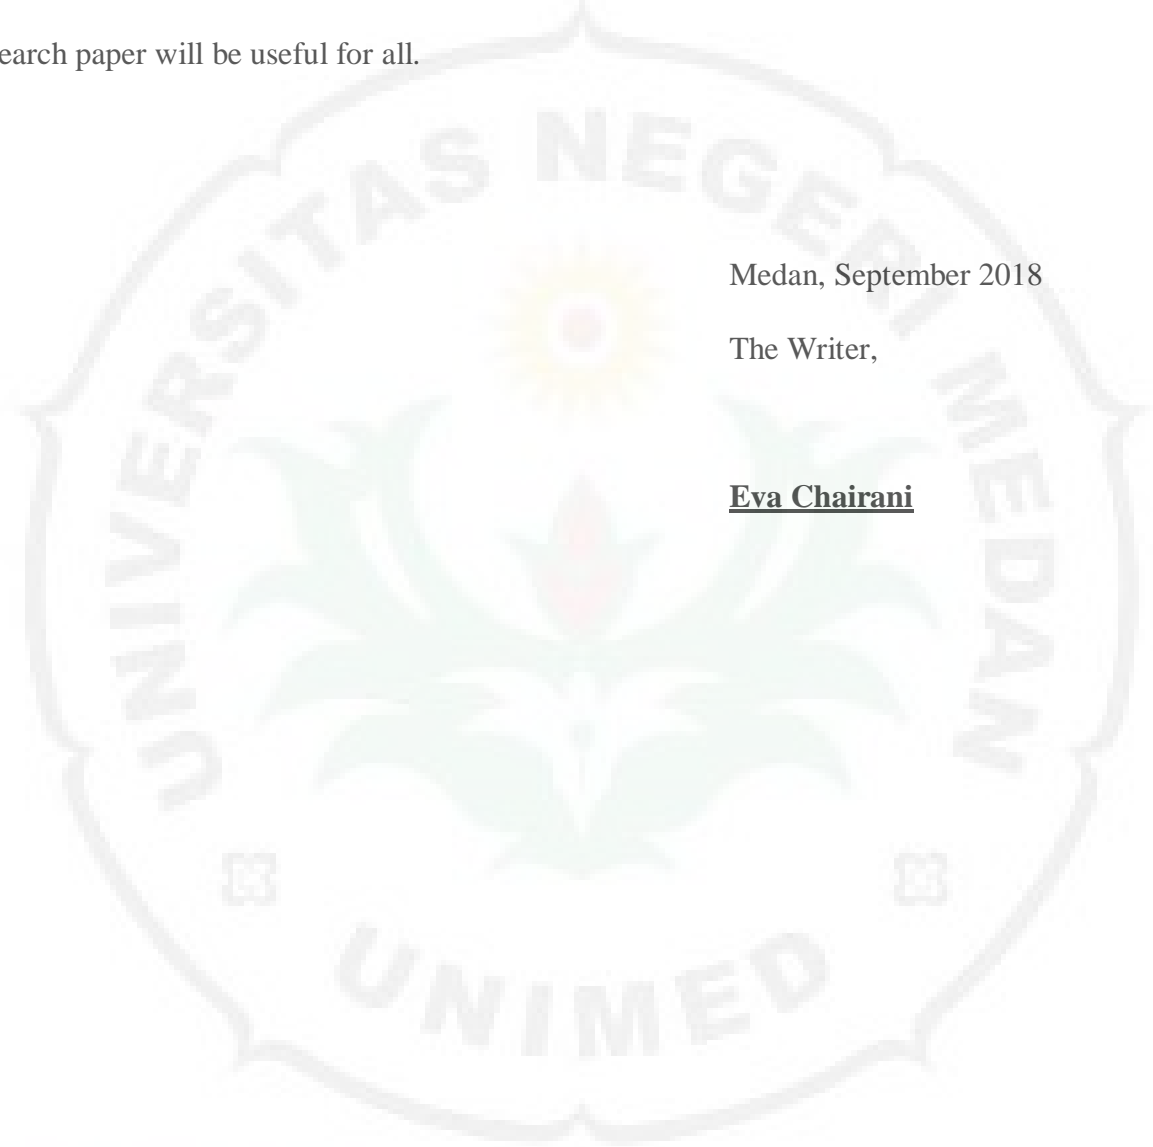 earch paper will be useful for all.
UNIVERSITAS NEGERI MEDAN
Medan, September 2018
The Writer,
Eva Chairani
UNIMED